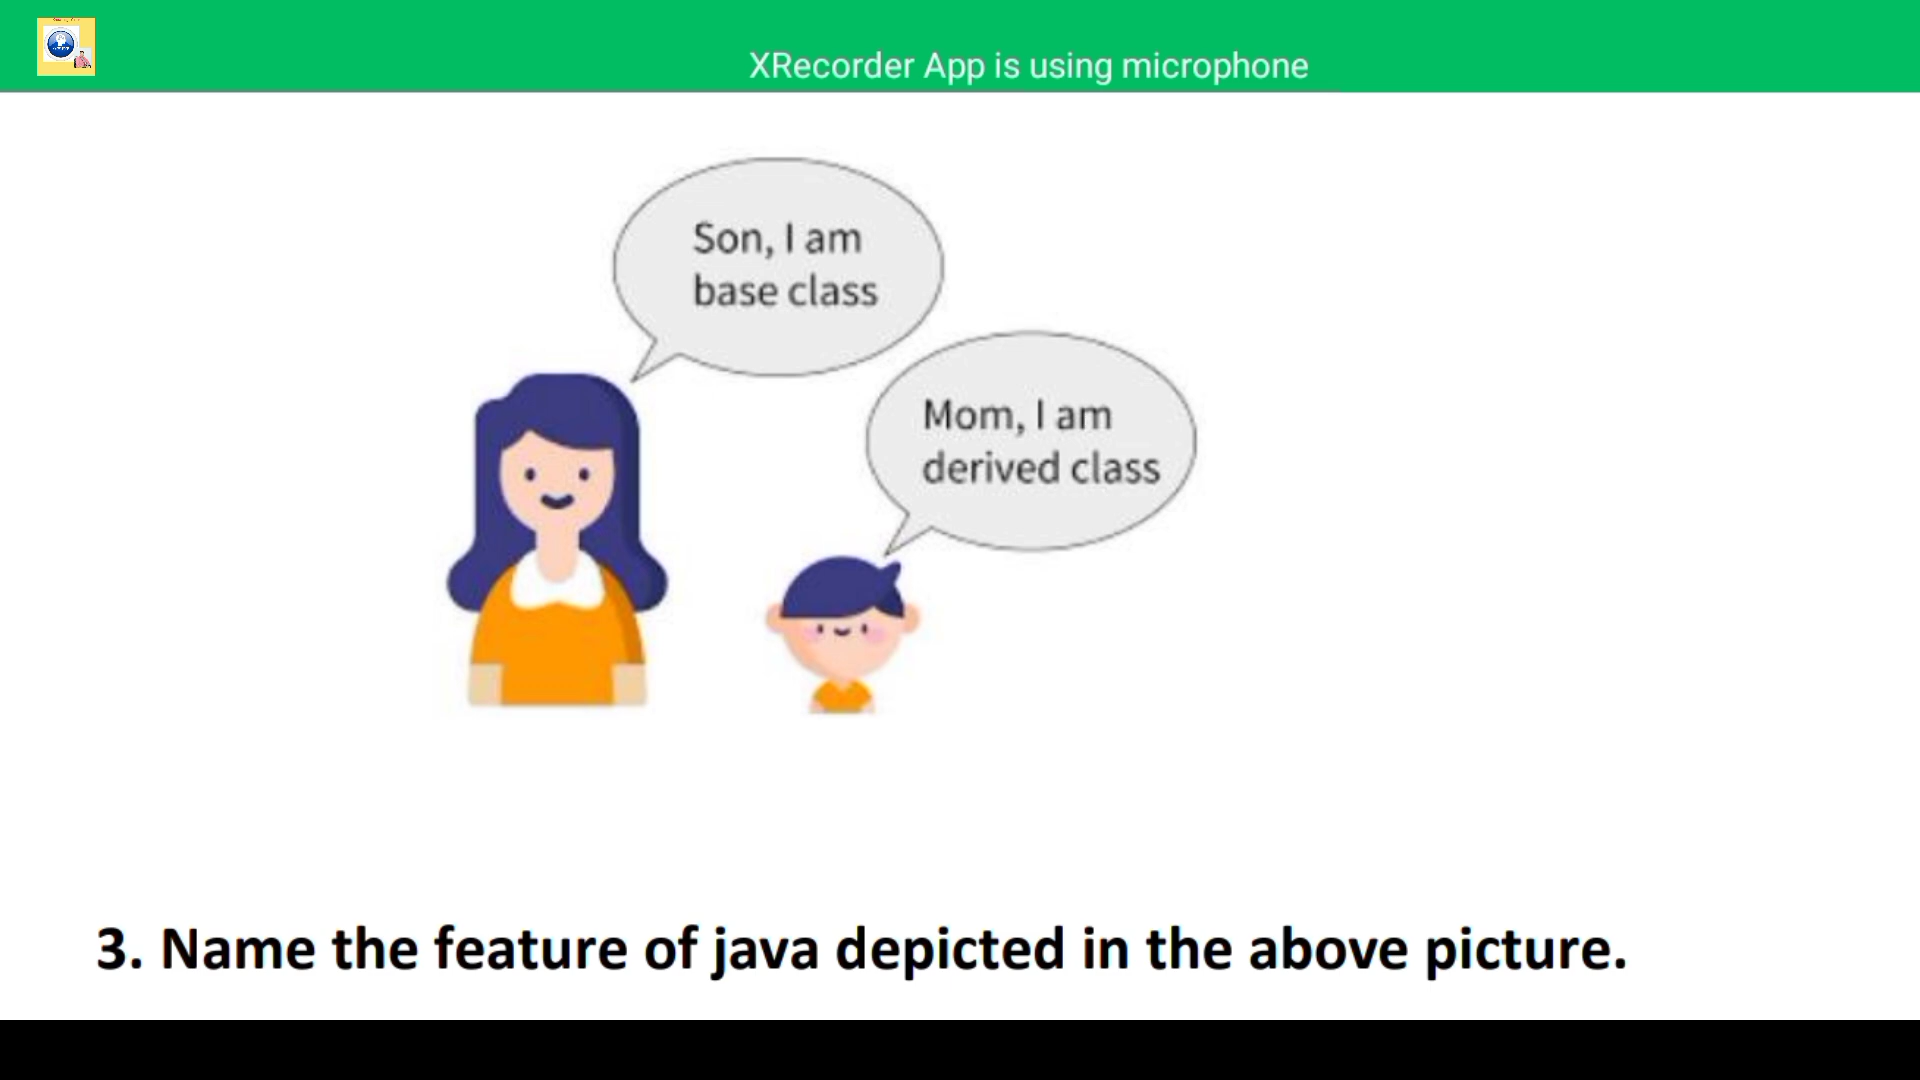 XRecorder App is using microphone
Son, I am
base class
Mom, I am
derived class
3. Name the feature of java depicted in the above picture.